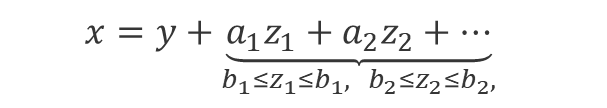 x = y + a₁z₁ + a₂z₂ + ⋯
b₁≤z₁≤b₁, b₂≤z₂≤b₂,